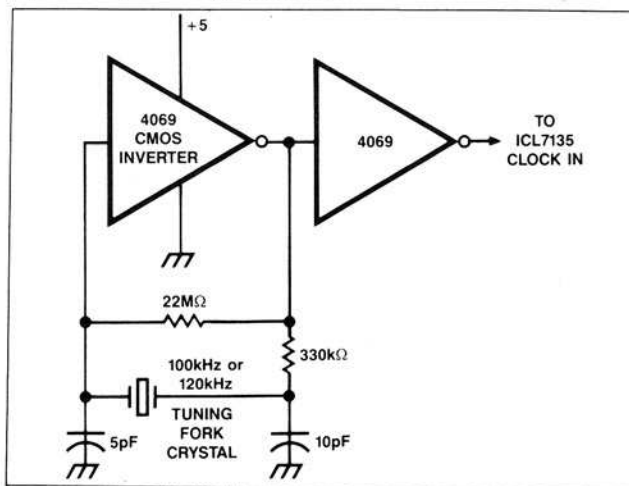 +5
4069
CMOS
INVERTER
4069
TO
ICL7135
CLOCK IN
22MΩ
330kΩ
100kHz or
120kHz
TUNING
FORK
CRYSTAL
5pF
10pF